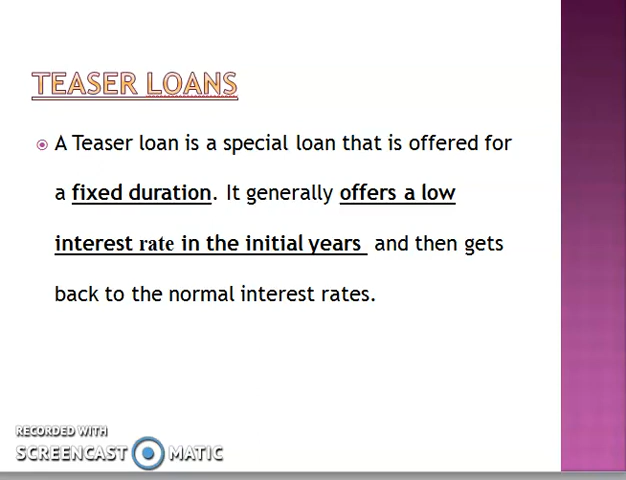 TEASER LOANS
A Teaser loan is a special loan that is offered for
a fixed duration. It generally offers a low
interest rate in the initial years and then gets
back to the normal interest rates.
RECORDED WITH
SCREENCAST MATIC